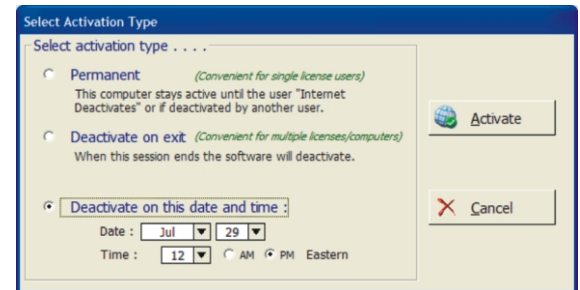 Select Activation Type
Select activation type . . . .
Permanent (Convenient for single license users)
This computer stays active until the user "Internet
Deactivates" or if deactivated by another user.
Deactivate on exit (Convenient for multiple licenses/computers)
When this session ends the software will deactivate.
Deactivate on this date and time :
Date : Jul 29
Time : 12 AM PM Eastern
Activate
Cancel